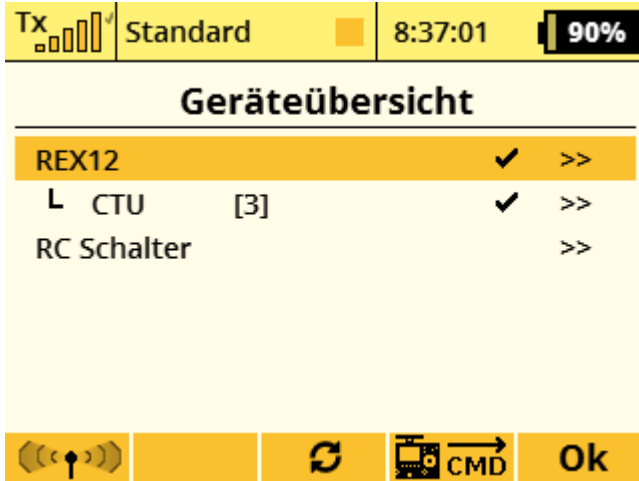 Tx Standard 8:37:01 90%
Geräteübersicht
REX12 >>
CTU [3] >>
RC Schalter >>
CMD Ok